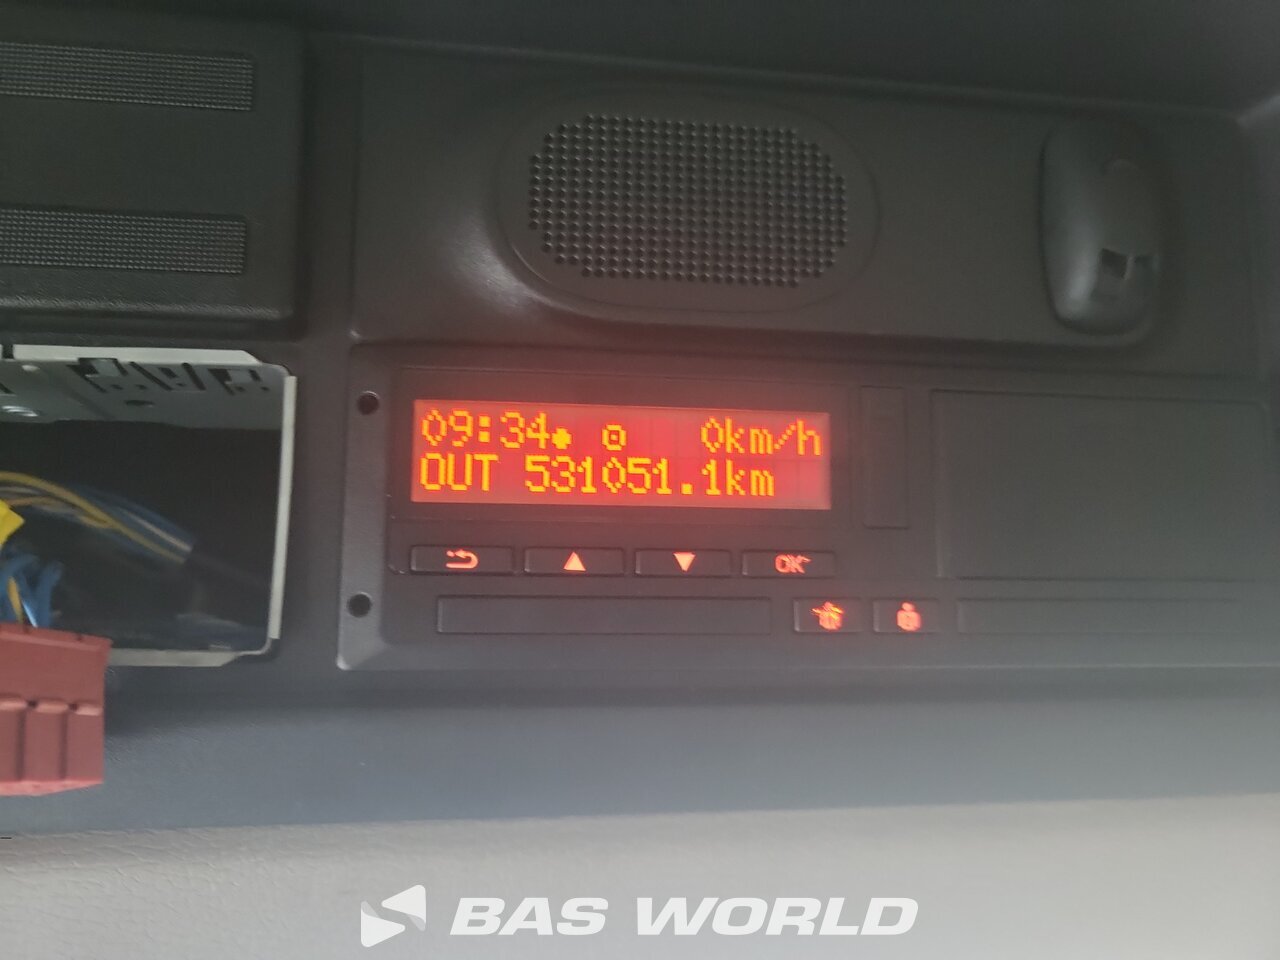 09:34 0km/h
OUT 531051.1km
OK
BAS WORLD